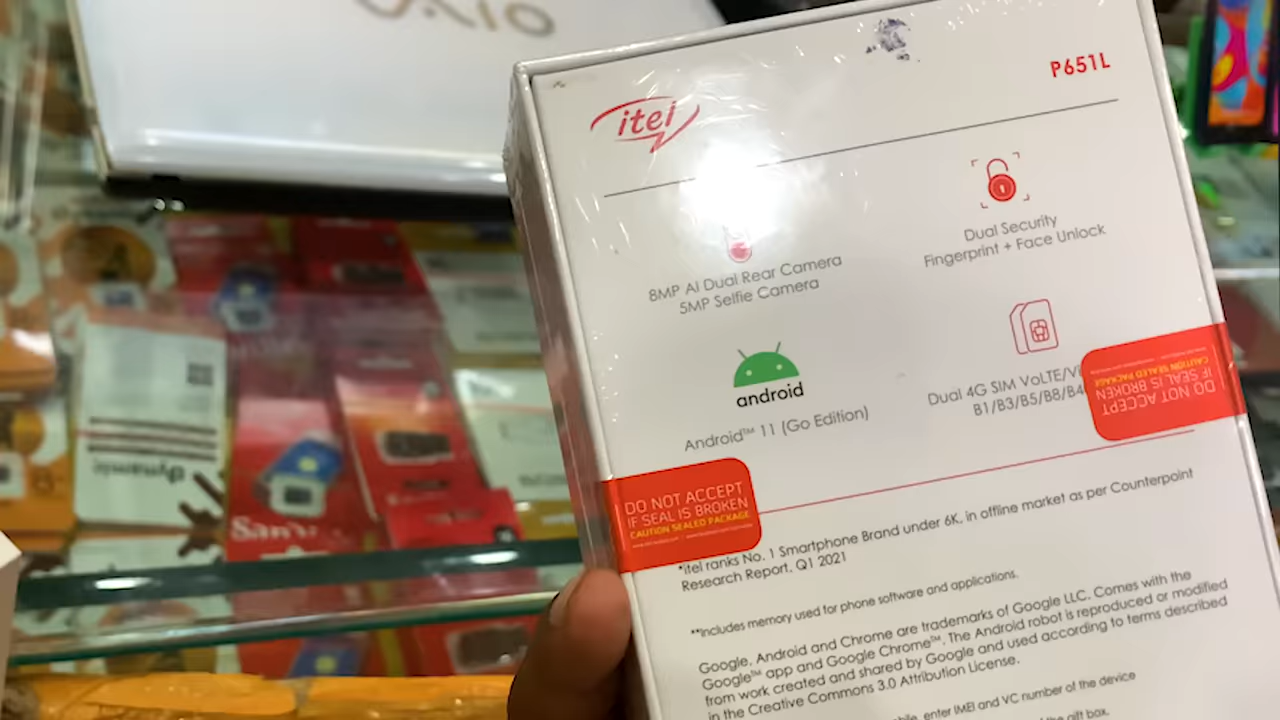 itel
P651L
8MP AI Dual Rear Camera
5MP Selfie Camera
Dual Security
Fingerprint + Face Unlock
android
Android™ 11 (Go Edition)
Dual 4G SIM VoLTE/
B1/B3/B5/B8/B4
DO NOT ACCEPT
IF SEAL IS BROKEN
CAUTION SEALED PACKAGE
DO NOT ACCEPT
IF SEAL IS BROKEN
CAUTION SEALED PACKAGE
*itel ranks No. 1 Smartphone Brand under 6K, in offline market as per Counterpoint
Research Report, Q1 2021
**Includes memory used for phone software and applications.
Google, Android and Chrome are trademarks of Google LLC. Comes with the
Google™ app and Google Chrome™. The Android robot is reproduced or modified
from work created and shared by Google and used according to terms described
in the Creative Commons 3.0 Attribution License.
enter IMEI and VC number of the device
of the gift box.
dynamic